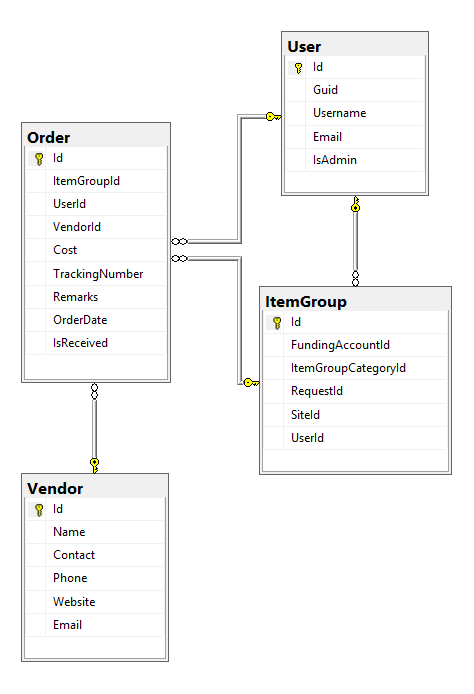 User
Id
Guid
Username
Email
IsAdmin
Order
Id
ItemGroupId
UserId
VendorId
Cost
TrackingNumber
Remarks
OrderDate
IsReceived
ItemGroup
Id
FundingAccountId
ItemGroupCategoryId
RequestId
SiteId
UserId
Vendor
Id
Name
Contact
Phone
Website
Email